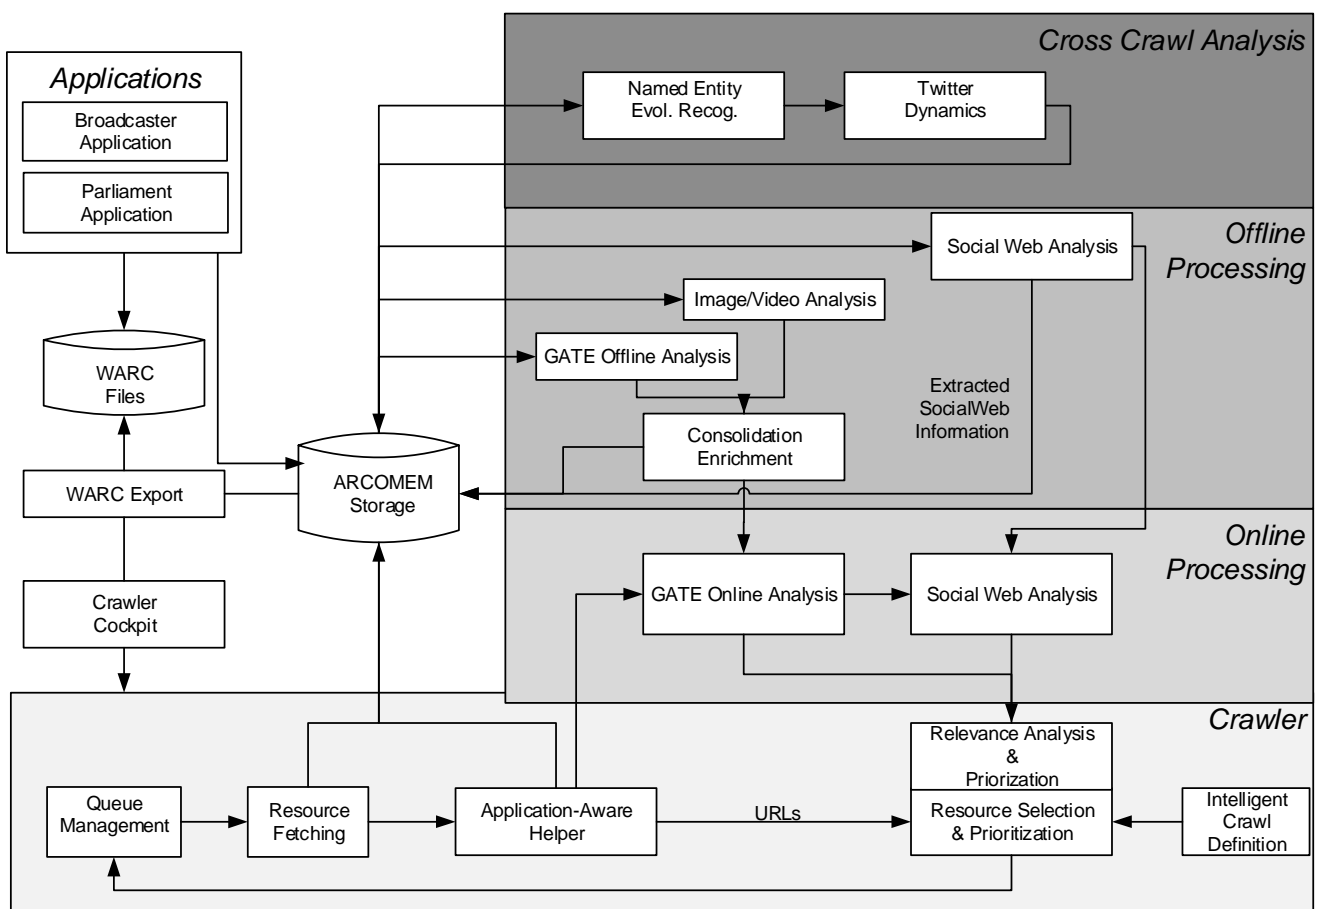 Cross Crawl Analysis
Applications
Broadcaster
Application
Parliament
Application
Named Entity
Evol. Recog.
Twitter
Dynamics
Offline
Processing
Social Web Analysis
Image/Video Analysis
GATE Offline Analysis
WARC
Files
Extracted
SocialWeb
Information
Consolidation
Enrichment
ARCOMEM
Storage
WARC Export
Online
Processing
Crawler
Cockpit
GATE Online Analysis
Social Web Analysis
Crawler
Relevance Analysis
&
Priorization
Queue
Management
Resource
Fetching
Application-Aware
Helper
URLs
Resource Selection
& Prioritization
Intelligent
Crawl
Definition